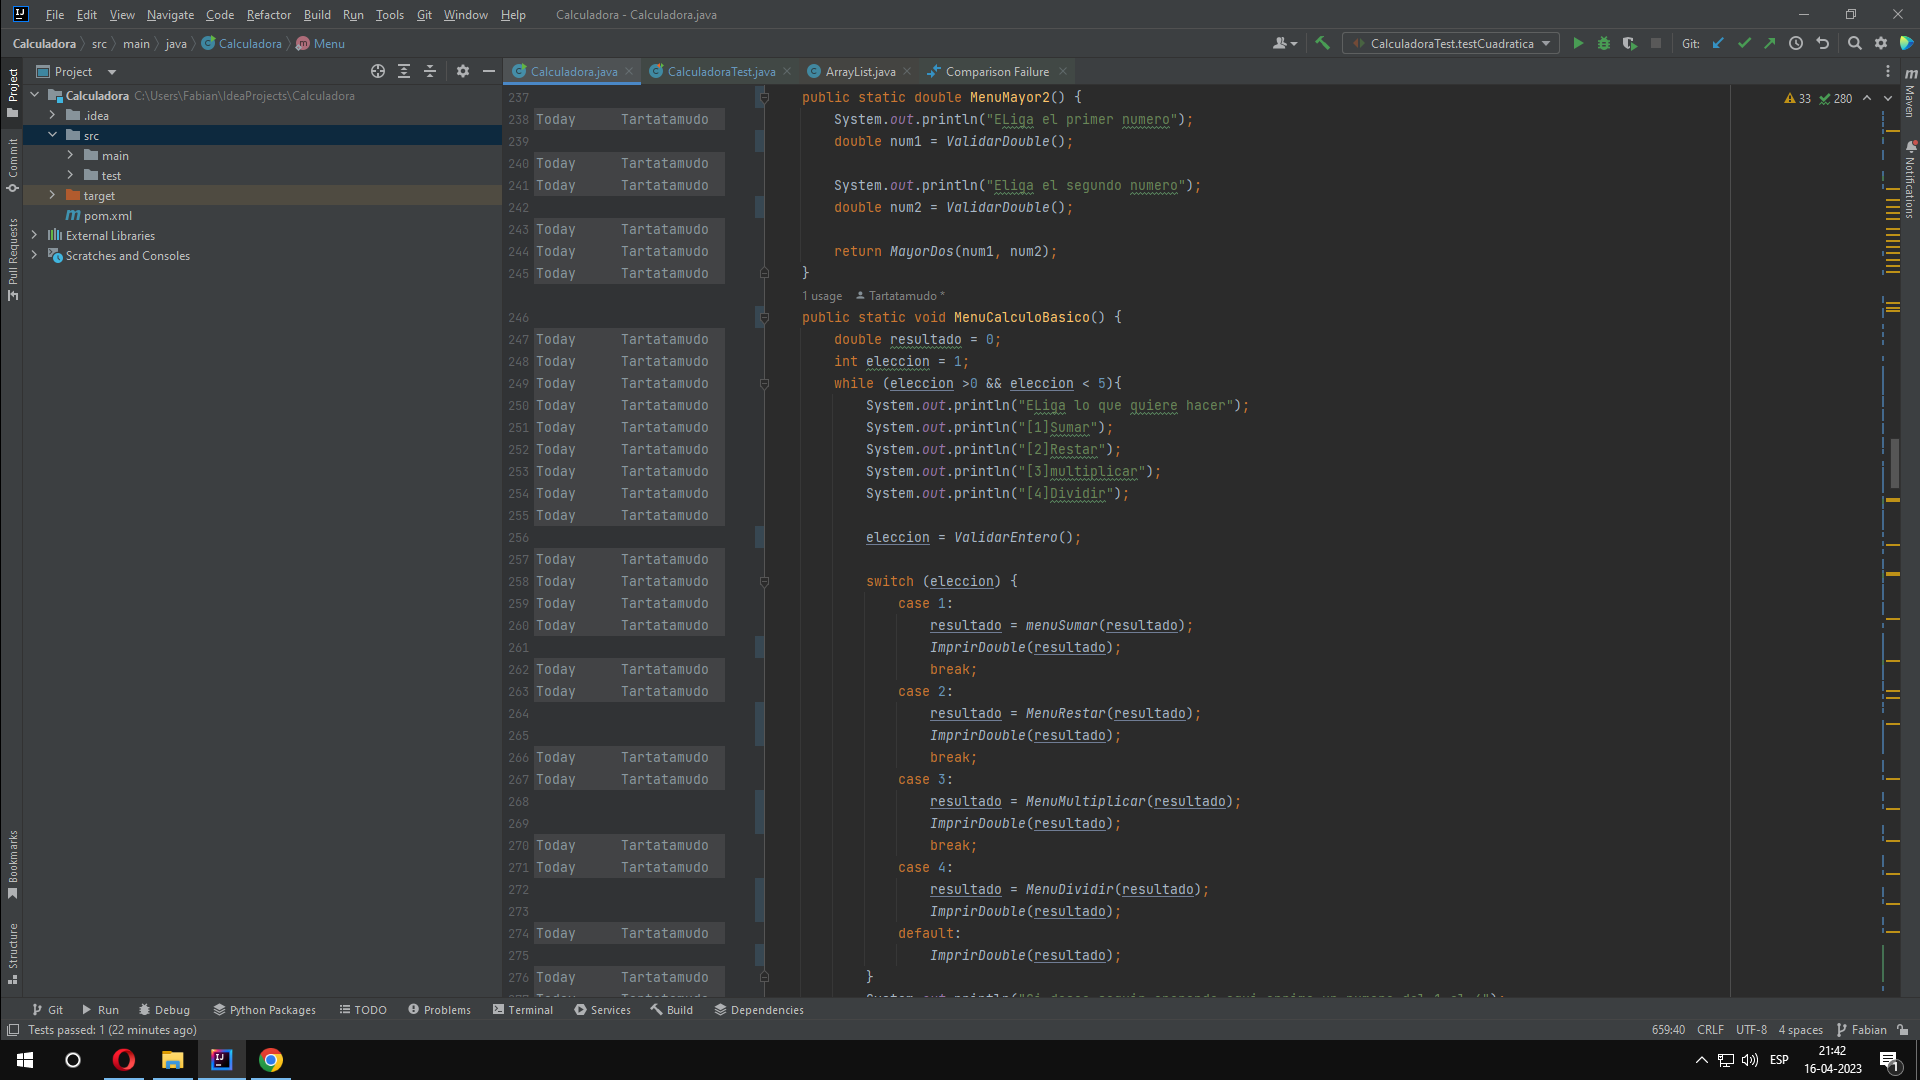 File Edit View Navigate Code Refactor Build Run Tools Git Window Help Calculadora - Calculadora.java
Calculadora src main java Calculadora Menu
CalculadoraTest.testCuadratica Git:
Project
Calculadora.java CalculadoraTest.java ArrayList.java Comparison Failure
Project
Commit
Pull Requests
Bookmarks
Structure
Calculadora C:\Users\Fabian\IdeaProjects\Calculadora
.idea
src
main
test
target
pom.xml
External Libraries
Scratches and Consoles
33 280
Maven
Notifications
237 public static double MenuMayor2() {
238 Today Tartatamudo System.out.println("ELiga el primer numero");
239 double num1 = ValidarDouble();
240 Today Tartatamudo
241 Today Tartatamudo System.out.println("Eliga el segundo numero");
242 double num2 = ValidarDouble();
243 Today Tartatamudo
244 Today Tartatamudo return MayorDos(num1, num2);
245 Today Tartatamudo }
1 usage Tartatamudo *
246 public static void MenuCalculoBasico() {
247 Today Tartatamudo double resultado = 0;
248 Today Tartatamudo int eleccion = 1;
249 Today Tartatamudo while (eleccion >0 && eleccion < 5){
250 Today Tartatamudo System.out.println("ELiga lo que quiere hacer");
251 Today Tartatamudo System.out.println("[1]Sumar");
252 Today Tartatamudo System.out.println("[2]Restar");
253 Today Tartatamudo System.out.println("[3]multiplicar");
254 Today Tartatamudo System.out.println("[4]Dividir");
255 Today Tartatamudo
256 eleccion = ValidarEntero();
257 Today Tartatamudo
258 Today Tartatamudo switch (eleccion) {
259 Today Tartatamudo case 1:
260 Today Tartatamudo resultado = menuSumar(resultado);
261 ImprirDouble(resultado);
262 Today Tartatamudo break;
263 Today Tartatamudo case 2:
264 resultado = MenuRestar(resultado);
265 ImprirDouble(resultado);
266 Today Tartatamudo break;
267 Today Tartatamudo case 3:
268 resultado = MenuMultiplicar(resultado);
269 ImprirDouble(resultado);
270 Today Tartatamudo break;
271 Today Tartatamudo case 4:
272 resultado = MenuDividir(resultado);
273 ImprirDouble(resultado);
274 Today Tartatamudo default:
275 ImprirDouble(resultado);
276 Today Tartatamudo }
Git Run Debug Python Packages TODO Problems Terminal Services Build Dependencies
Tests passed: 1 (22 minutes ago) 659:40 CRLF UTF-8 4 spaces Fabian
ESP
21:42
16-04-2023
1